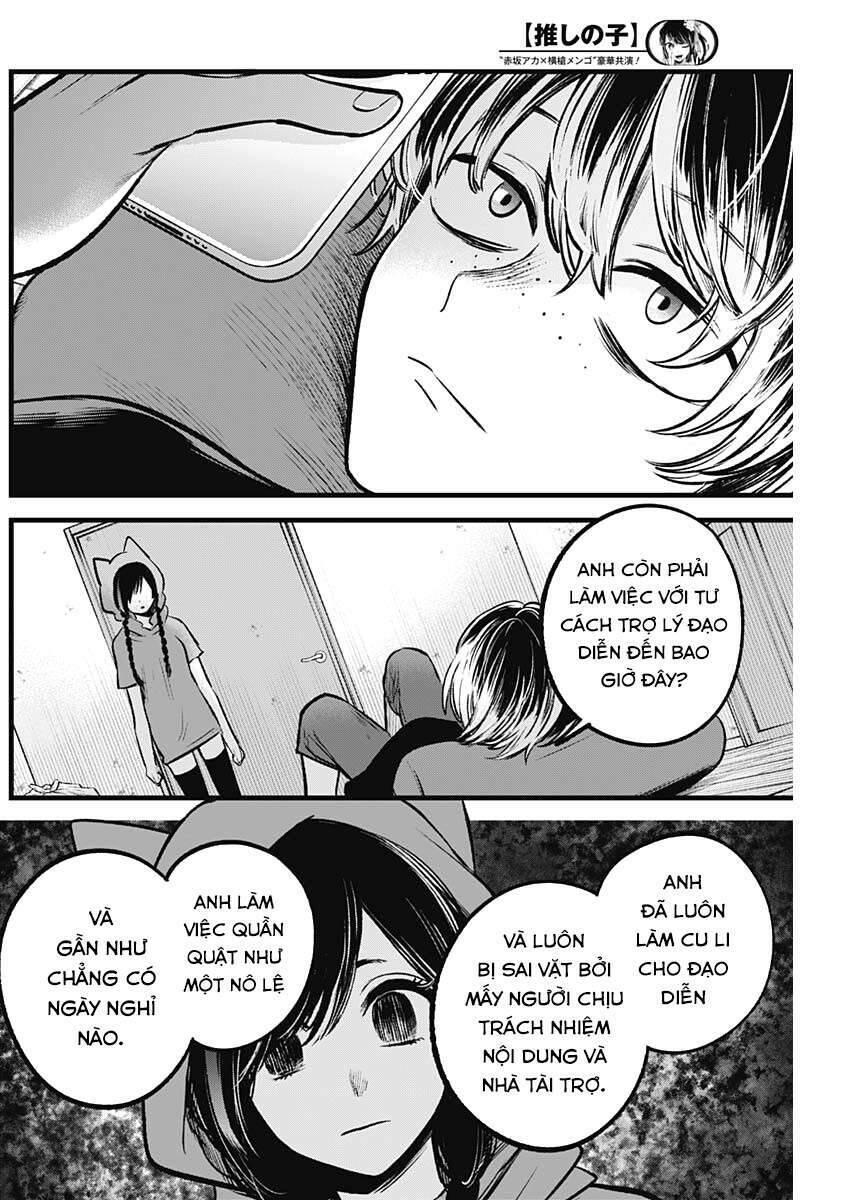 【推しの子】
“赤坂アカ×横槍メンゴ”豪華共演！
ANH CÒN PHẢI
LÀM VIỆC VỚI TƯ
CÁCH TRỢ LÝ ĐẠO
DIỄN ĐẾN BAO
GIỜ ĐÂY?
ANH
ĐÃ LUÔN
LÀM CU LI
CHO ĐẠO
DIỄN
VÀ LUÔN
BỊ SAI VẶT BỞI
MẤY NGƯỜI CHỊU
TRÁCH NHIỆM
NỘI DUNG VÀ
NHÀ TÀI TRỢ.
ANH LÀM
VIỆC QUẦN
QUẬT NHƯ
MỘT NÔ LỆ
VÀ
GẦN NHƯ
CHẲNG CÓ
NGÀY NGHỈ
NÀO.